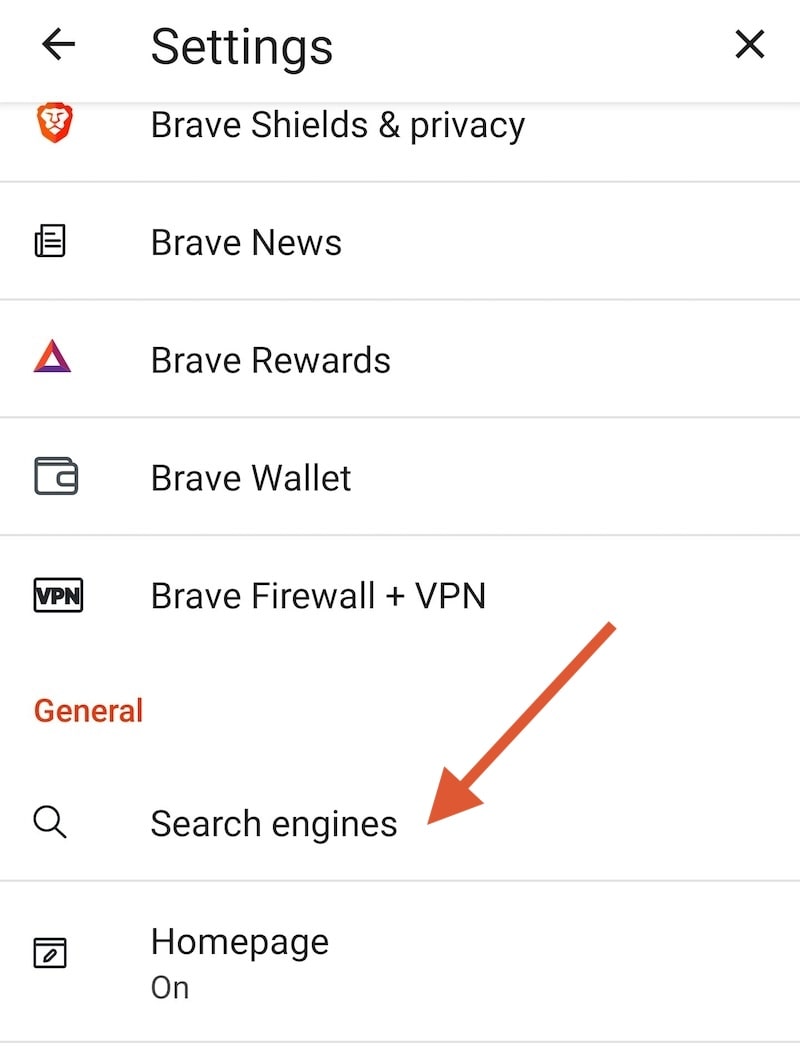 Settings
Brave Shields & privacy
Brave News
Brave Rewards
Brave Wallet
VPN Brave Firewall + VPN
General
Search engines
Homepage
On